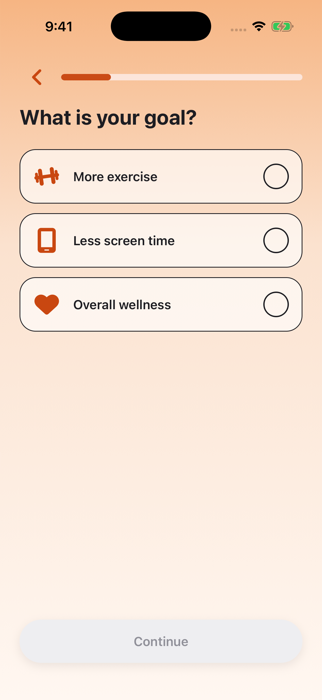 9:41
What is your goal?
More exercise
Less screen time
Overall wellness
Continue